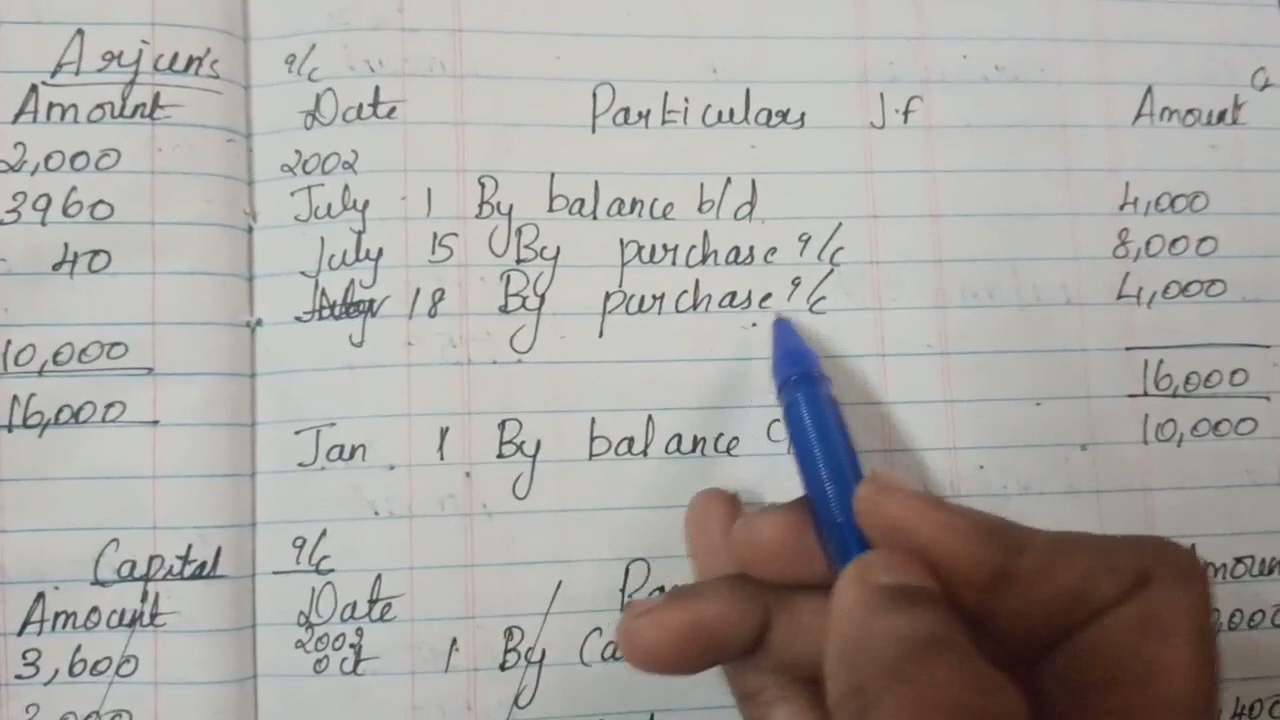 Arjun's a/c
Amount Date Particulars J.f Amount
2,000 2002
3960 July 1 By balance b/d 4,000
40 July 15 By purchase a/c 8,000
18 By purchase a/c 4,000
10,000 16,000
16,000 10,000
Jan 1 By balance
Capital a/c
Amount Date
3,600 Oct 1 By